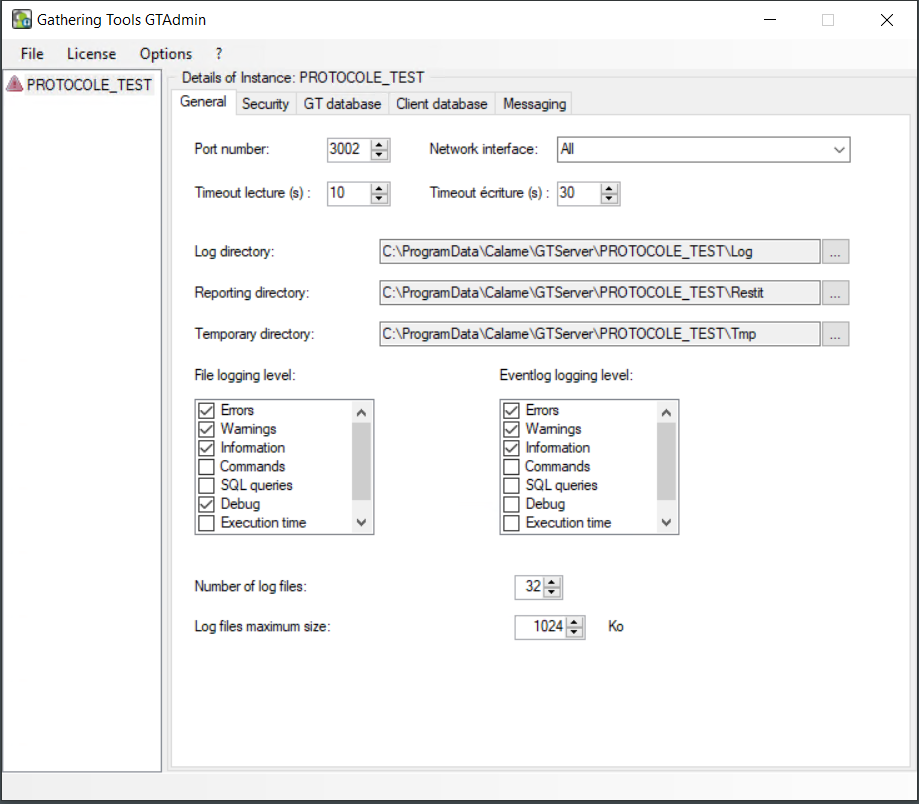 Gathering Tools GTAdmin
File License Options ?
PROTOCOLE_TEST
Details of Instance: PROTOCOLE_TEST
General Security GT database Client database Messaging
Port number: 3002 Network interface: All
Timeout lecture (s) : 10 Timeout écriture (s) : 30
Log directory: C:\ProgramData\Calame\GTServer\PROTOCOLE_TEST\Log ...
Reporting directory: C:\ProgramData\Calame\GTServer\PROTOCOLE_TEST\Restit ...
Temporary directory: C:\ProgramData\Calame\GTServer\PROTOCOLE_TEST\Tmp ...
File logging level: Eventlog logging level:
Errors Errors
Warnings Warnings
Information Information
Commands Commands
SQL queries SQL queries
Debug Debug
Execution time Execution time
Number of log files: 32
Log files maximum size: 1024 Ko